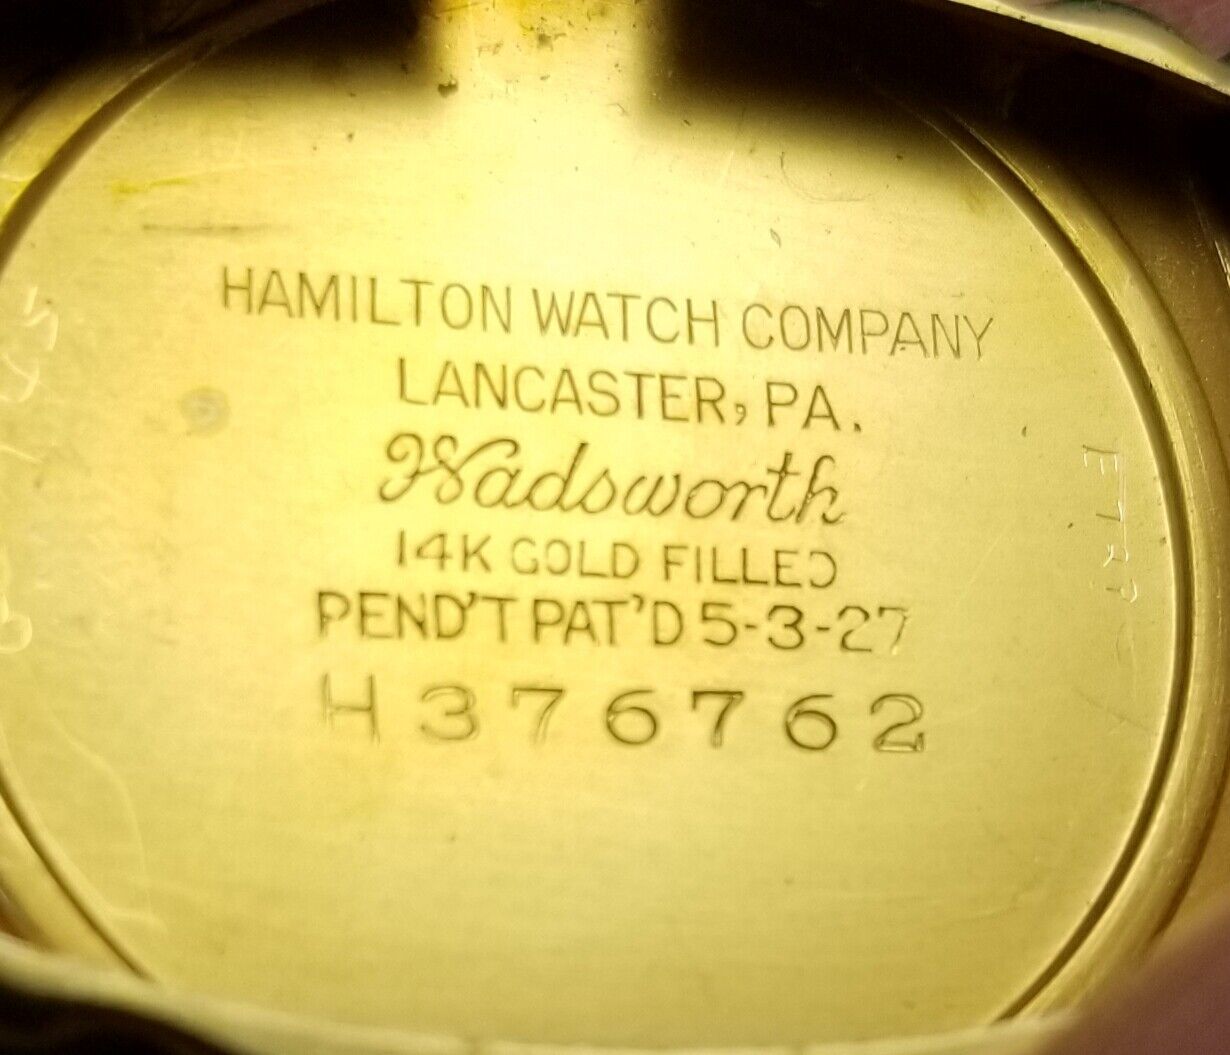 HAMILTON WATCH COMPANY
LANCASTER, PA.
Wadsworth
14K GOLD FILLED
PEND'T PAT'D 5-3-27
H376762